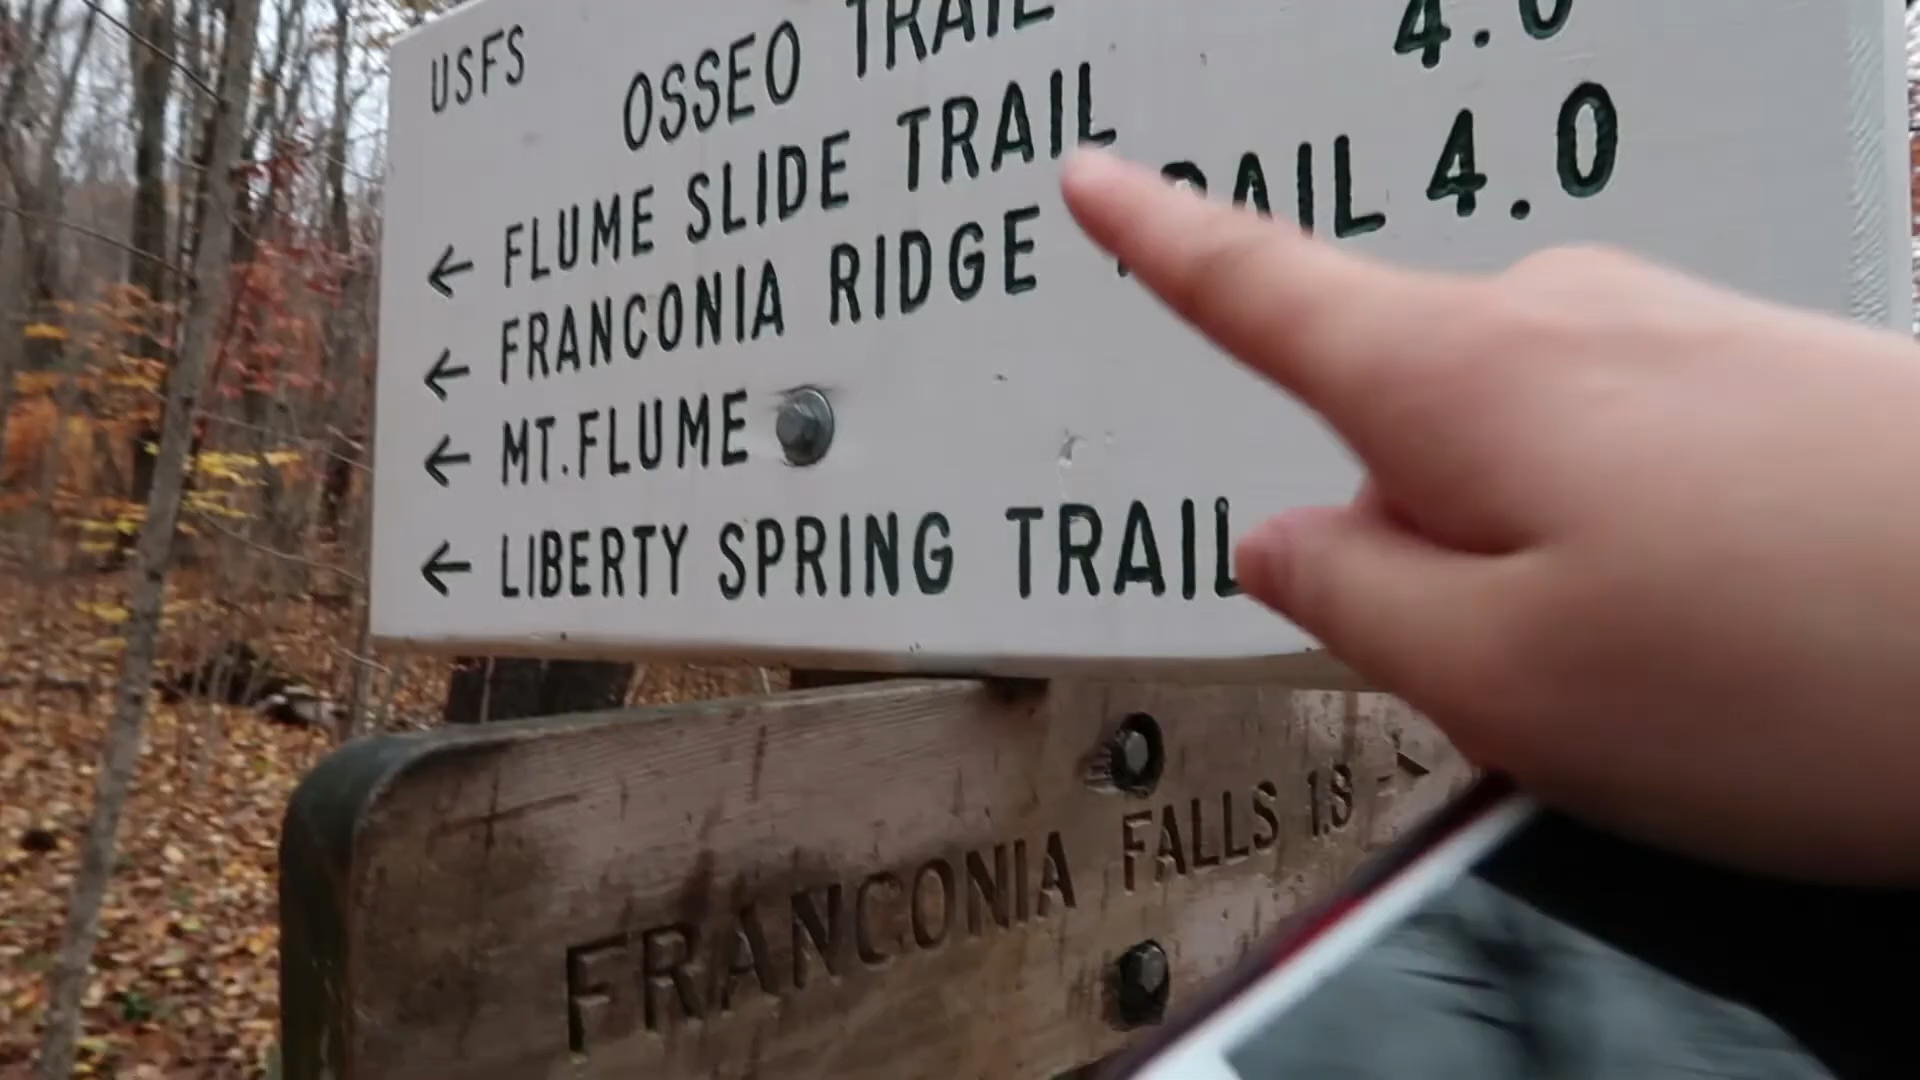 USFS
OSSEO TRAIL
← FLUME SLIDE TRAIL 4.0
← FRANCONIA RIDGE TRAIL 4.0
← MT.FLUME
← LIBERTY SPRING TRAIL
FRANCONIA FALLS 1.8 →